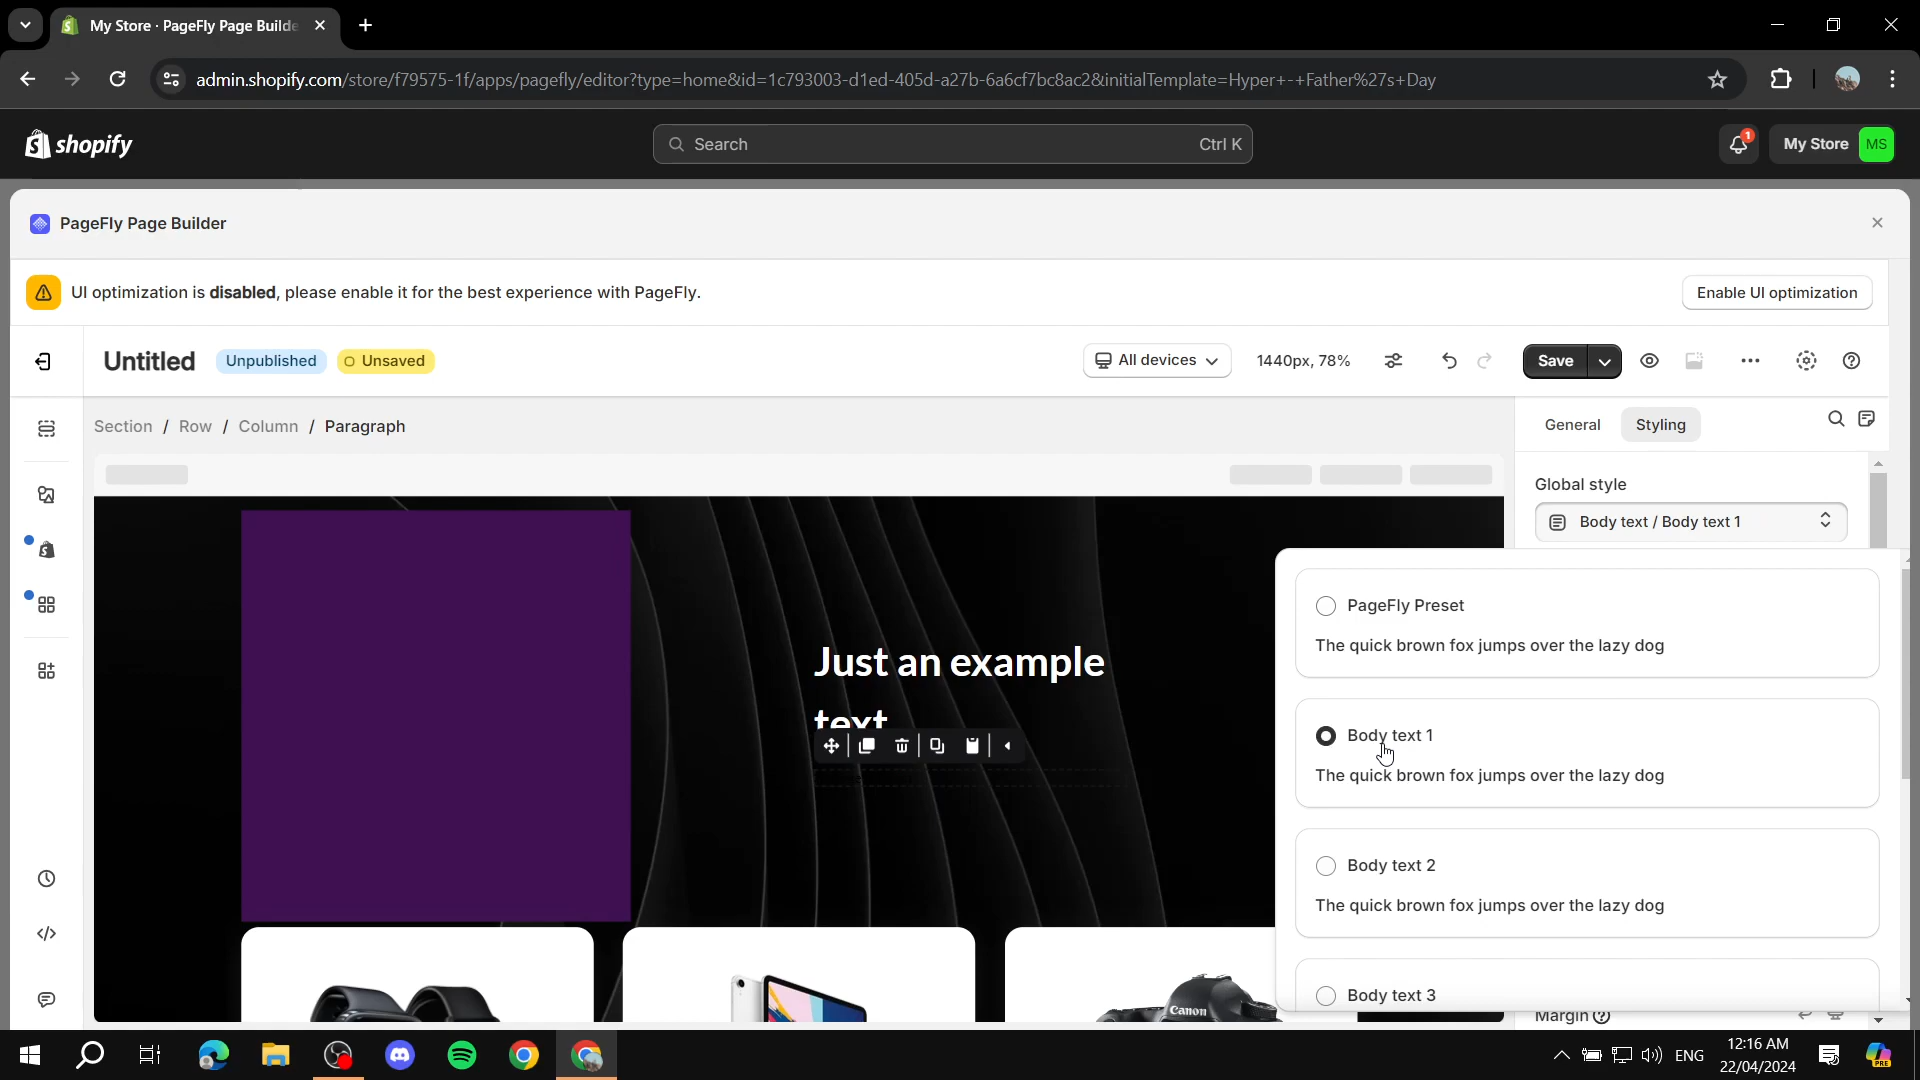 My Store · PageFly Page Builde
admin.shopify.com/store/f79575-1f/apps/pagefly/editor?type=home&id=1c793003-d1ed-405d-a27b-6a6cf7bc8ac2&initialTemplate=Hyper+-+Father%27s+Day
shopify
Search
Ctrl K
1
My Store
MS
PageFly Page Builder
UI optimization is disabled, please enable it for the best experience with PageFly.
Enable UI optimization
Untitled
Unpublished
Unsaved
All devices
1440px, 78%
Save
Section / Row / Column / Paragraph
General
Styling
Global style
Body text / Body text 1
PageFly Preset
The quick brown fox jumps over the lazy dog
Body text 1
The quick brown fox jumps over the lazy dog
Body text 2
The quick brown fox jumps over the lazy dog
Body text 3
Margin
Just an example
text
Canon
ENG
12:16 AM
22/04/2024
PRE